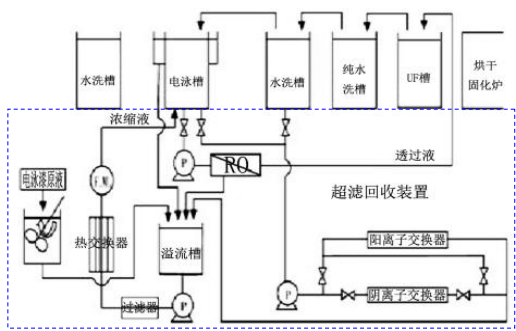 水洗槽
电泳槽
水洗槽
纯水
洗槽
UF槽
烘干
固化炉
浓缩液
P
RO
透过液
F.M.
超滤回收装置
电泳漆原液
热交换器
溢流槽
阳离子交换器
过滤器
P
P
阴离子交换器